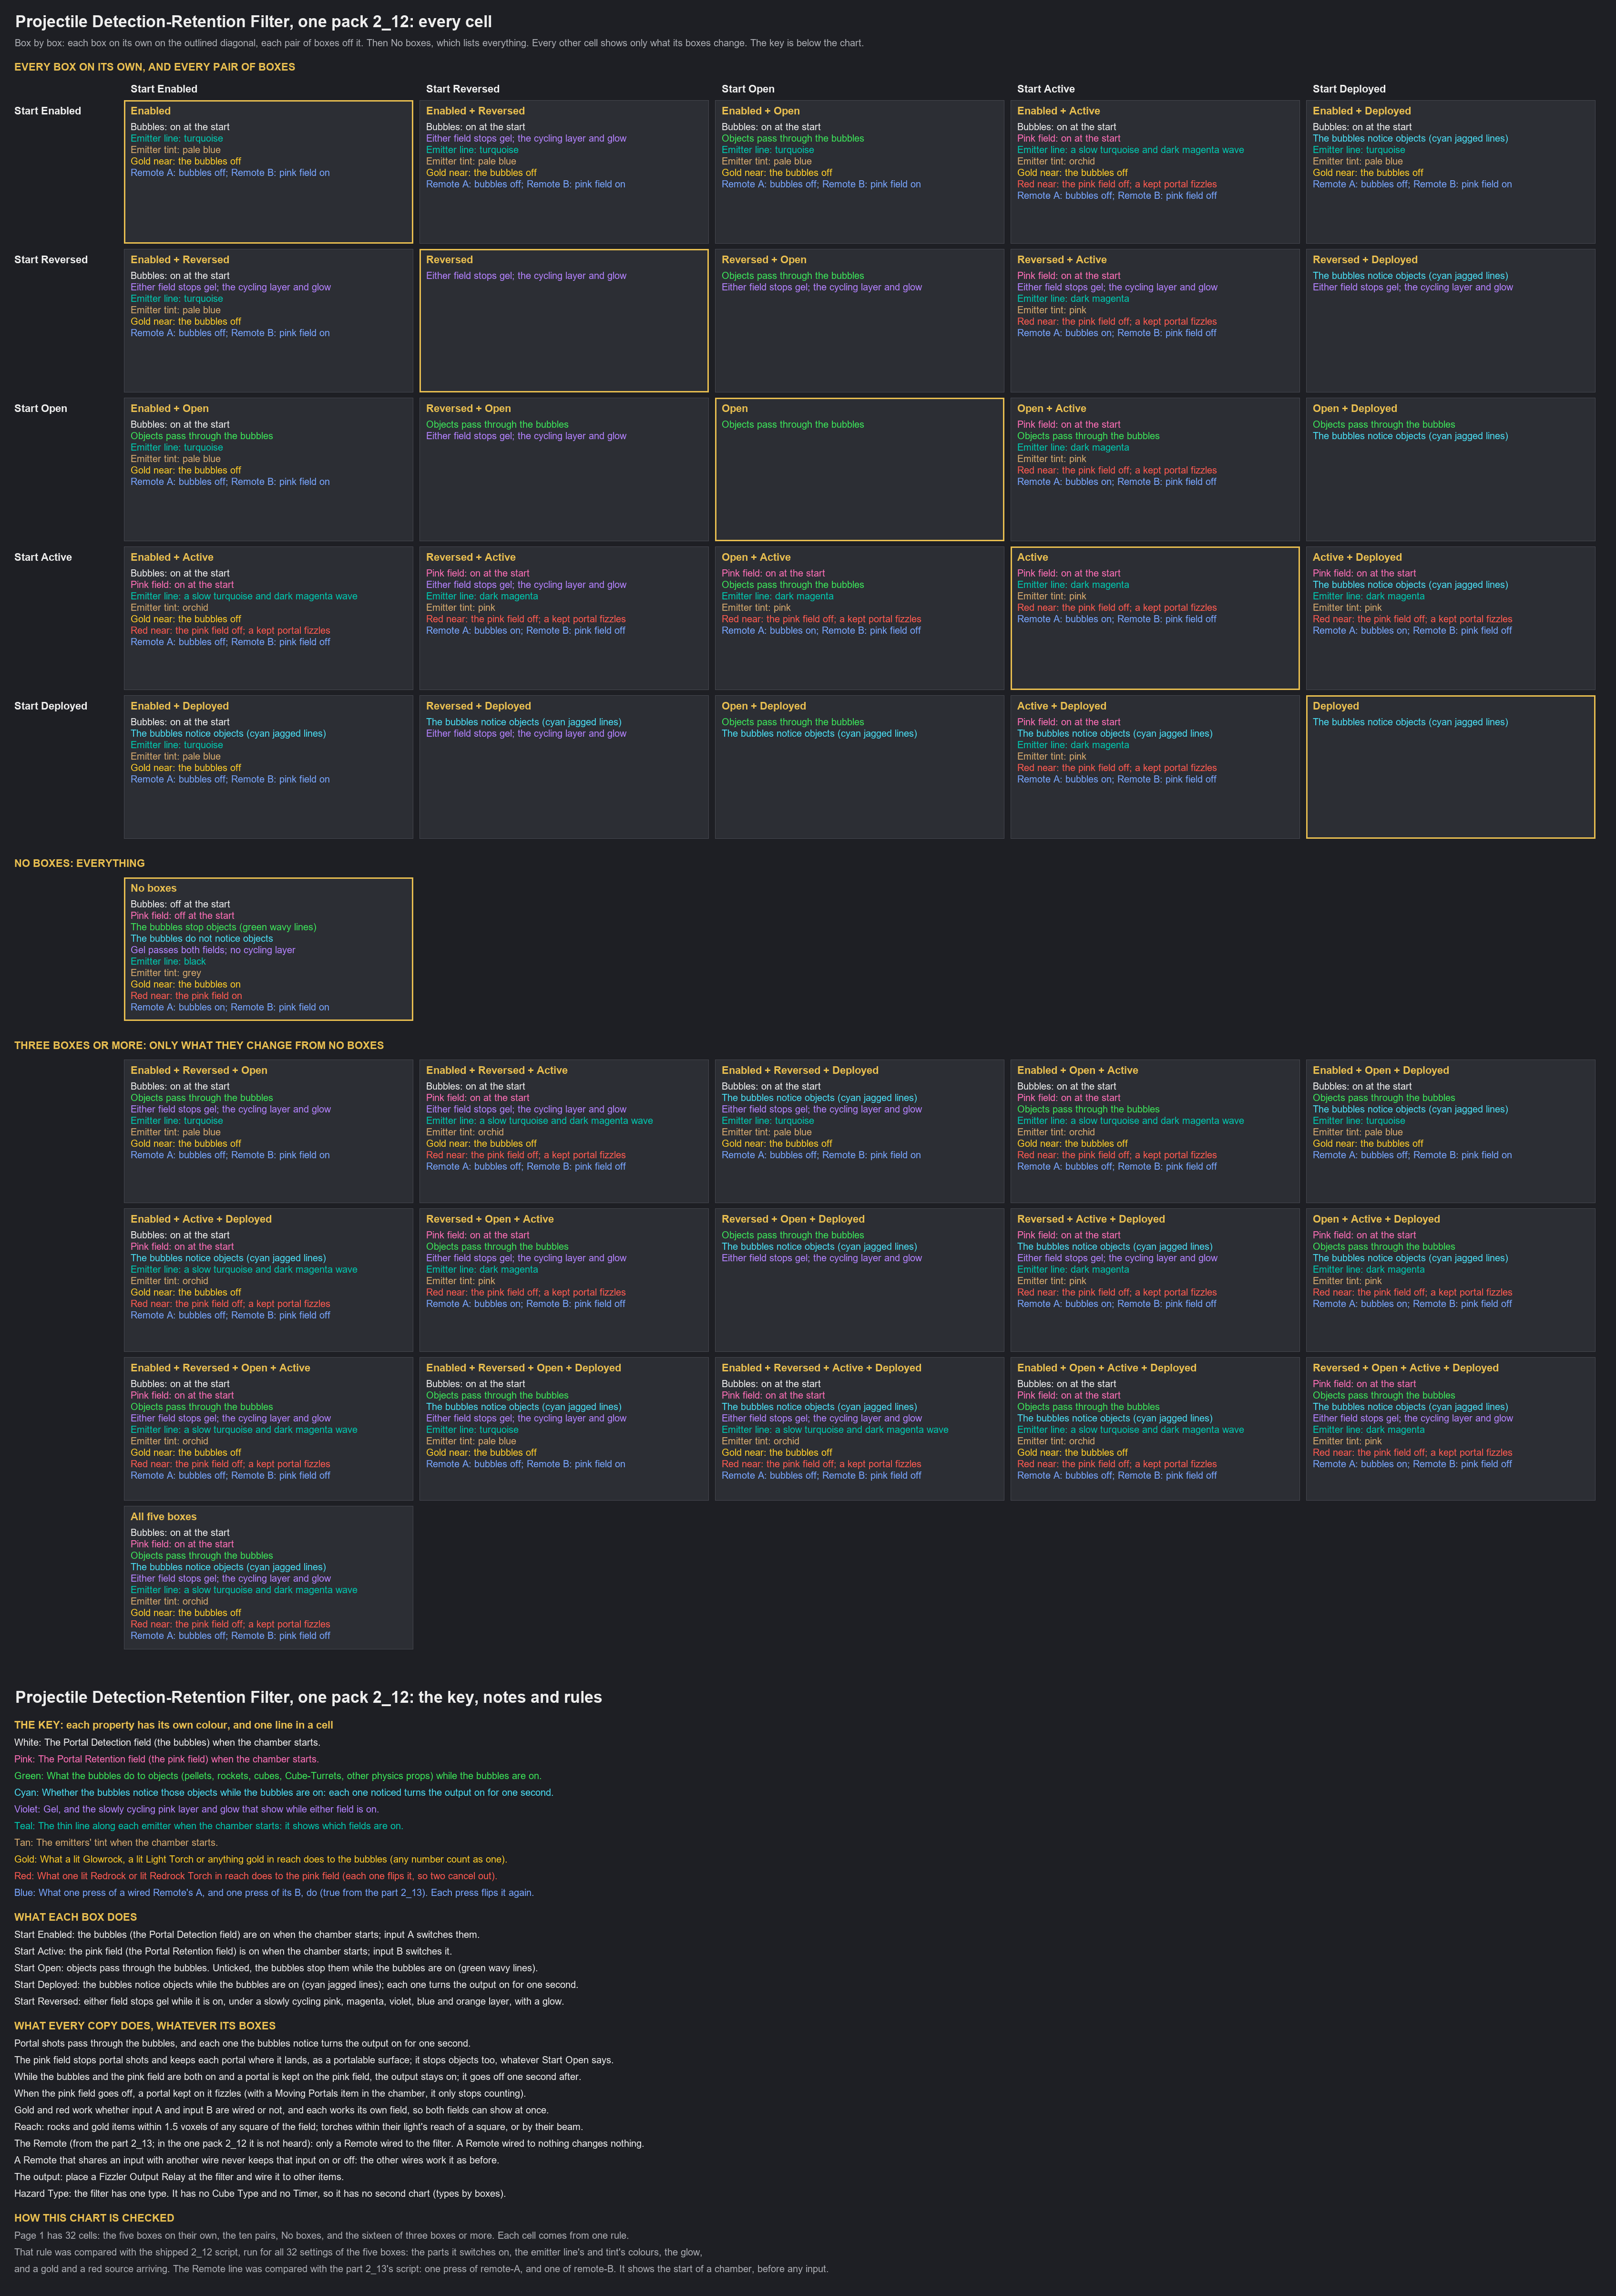 Projectile Detection-Retention Filter, one pack 2_12: every cell
Box by box: each box on its own on the outlined diagonal, each pair of boxes off it. Then No boxes, which lists everything. Every other cell shows only what its boxes change. The key is below the chart.
EVERY BOX ON ITS OWN, AND EVERY PAIR OF BOXES
Start Enabled
Start Reversed
Start Open
Start Active
Start Deployed
Start Enabled
Enabled
Bubbles: on at the start
Emitter line: turquoise
Emitter tint: pale blue
Gold near: the bubbles off
Remote A: bubbles off; Remote B: pink field on
Enabled + Reversed
Bubbles: on at the start
Either field stops gel; the cycling layer and glow
Emitter line: turquoise
Emitter tint: pale blue
Gold near: the bubbles off
Remote A: bubbles off; Remote B: pink field on
Enabled + Open
Bubbles: on at the start
Objects pass through the bubbles
Emitter line: turquoise
Emitter tint: pale blue
Gold near: the bubbles off
Remote A: bubbles off; Remote B: pink field on
Enabled + Active
Bubbles: on at the start
Pink field: on at the start
Emitter line: a slow turquoise and dark magenta wave
Emitter tint: orchid
Gold near: the bubbles off
Red near: the pink field off; a kept portal fizzles
Remote A: bubbles off; Remote B: pink field off
Enabled + Deployed
Bubbles: on at the start
The bubbles notice objects (cyan jagged lines)
Emitter line: turquoise
Emitter tint: pale blue
Gold near: the bubbles off
Remote A: bubbles off; Remote B: pink field on
Start Reversed
Enabled + Reversed
Bubbles: on at the start
Either field stops gel; the cycling layer and glow
Emitter line: turquoise
Emitter tint: pale blue
Gold near: the bubbles off
Remote A: bubbles off; Remote B: pink field on
Reversed
Either field stops gel; the cycling layer and glow
Reversed + Open
Objects pass through the bubbles
Either field stops gel; the cycling layer and glow
Reversed + Active
Pink field: on at the start
Either field stops gel; the cycling layer and glow
Emitter line: dark magenta
Emitter tint: pink
Red near: the pink field off; a kept portal fizzles
Remote A: bubbles on; Remote B: pink field off
Reversed + Deployed
The bubbles notice objects (cyan jagged lines)
Either field stops gel; the cycling layer and glow
Start Open
Enabled + Open
Bubbles: on at the start
Objects pass through the bubbles
Emitter line: turquoise
Emitter tint: pale blue
Gold near: the bubbles off
Remote A: bubbles off; Remote B: pink field on
Reversed + Open
Objects pass through the bubbles
Either field stops gel; the cycling layer and glow
Open
Objects pass through the bubbles
Open + Active
Pink field: on at the start
Objects pass through the bubbles
Emitter line: dark magenta
Emitter tint: pink
Red near: the pink field off; a kept portal fizzles
Remote A: bubbles on; Remote B: pink field off
Open + Deployed
Objects pass through the bubbles
The bubbles notice objects (cyan jagged lines)
Start Active
Enabled + Active
Bubbles: on at the start
Pink field: on at the start
Emitter line: a slow turquoise and dark magenta wave
Emitter tint: orchid
Gold near: the bubbles off
Red near: the pink field off; a kept portal fizzles
Remote A: bubbles off; Remote B: pink field off
Reversed + Active
Pink field: on at the start
Either field stops gel; the cycling layer and glow
Emitter line: dark magenta
Emitter tint: pink
Red near: the pink field off; a kept portal fizzles
Remote A: bubbles on; Remote B: pink field off
Open + Active
Pink field: on at the start
Objects pass through the bubbles
Emitter line: dark magenta
Emitter tint: pink
Red near: the pink field off; a kept portal fizzles
Remote A: bubbles on; Remote B: pink field off
Active
Pink field: on at the start
Emitter line: dark magenta
Emitter tint: pink
Red near: the pink field off; a kept portal fizzles
Remote A: bubbles on; Remote B: pink field off
Active + Deployed
Pink field: on at the start
The bubbles notice objects (cyan jagged lines)
Emitter line: dark magenta
Emitter tint: pink
Red near: the pink field off; a kept portal fizzles
Remote A: bubbles on; Remote B: pink field off
Start Deployed
Enabled + Deployed
Bubbles: on at the start
The bubbles notice objects (cyan jagged lines)
Emitter line: turquoise
Emitter tint: pale blue
Gold near: the bubbles off
Remote A: bubbles off; Remote B: pink field on
Reversed + Deployed
The bubbles notice objects (cyan jagged lines)
Either field stops gel; the cycling layer and glow
Open + Deployed
Objects pass through the bubbles
The bubbles notice objects (cyan jagged lines)
Active + Deployed
Pink field: on at the start
The bubbles notice objects (cyan jagged lines)
Emitter line: dark magenta
Emitter tint: pink
Red near: the pink field off; a kept portal fizzles
Remote A: bubbles on; Remote B: pink field off
Deployed
The bubbles notice objects (cyan jagged lines)
NO BOXES: EVERYTHING
No boxes
Bubbles: off at the start
Pink field: off at the start
The bubbles stop objects (green wavy lines)
The bubbles do not notice objects
Gel passes both fields; no cycling layer
Emitter line: black
Emitter tint: grey
Gold near: the bubbles on
Red near: the pink field on
Remote A: bubbles on; Remote B: pink field on
THREE BOXES OR MORE: ONLY WHAT THEY CHANGE FROM NO BOXES
Enabled + Reversed + Open
Bubbles: on at the start
Objects pass through the bubbles
Either field stops gel; the cycling layer and glow
Emitter line: turquoise
Emitter tint: pale blue
Gold near: the bubbles off
Remote A: bubbles off; Remote B: pink field on
Enabled + Reversed + Active
Bubbles: on at the start
Pink field: on at the start
Either field stops gel; the cycling layer and glow
Emitter line: a slow turquoise and dark magenta wave
Emitter tint: orchid
Gold near: the bubbles off
Red near: the pink field off; a kept portal fizzles
Remote A: bubbles off; Remote B: pink field off
Enabled + Reversed + Deployed
Bubbles: on at the start
The bubbles notice objects (cyan jagged lines)
Either field stops gel; the cycling layer and glow
Emitter line: turquoise
Emitter tint: pale blue
Gold near: the bubbles off
Remote A: bubbles off; Remote B: pink field on
Enabled + Open + Active
Bubbles: on at the start
Pink field: on at the start
Objects pass through the bubbles
Emitter line: a slow turquoise and dark magenta wave
Emitter tint: orchid
Gold near: the bubbles off
Red near: the pink field off; a kept portal fizzles
Remote A: bubbles off; Remote B: pink field off
Enabled + Open + Deployed
Bubbles: on at the start
Objects pass through the bubbles
The bubbles notice objects (cyan jagged lines)
Emitter line: turquoise
Emitter tint: pale blue
Gold near: the bubbles off
Remote A: bubbles off; Remote B: pink field on
Enabled + Active + Deployed
Bubbles: on at the start
Pink field: on at the start
The bubbles notice objects (cyan jagged lines)
Emitter line: a slow turquoise and dark magenta wave
Emitter tint: orchid
Gold near: the bubbles off
Red near: the pink field off; a kept portal fizzles
Remote A: bubbles off; Remote B: pink field off
Reversed + Open + Active
Pink field: on at the start
Objects pass through the bubbles
Either field stops gel; the cycling layer and glow
Emitter line: dark magenta
Emitter tint: pink
Red near: the pink field off; a kept portal fizzles
Remote A: bubbles on; Remote B: pink field off
Reversed + Open + Deployed
Objects pass through the bubbles
The bubbles notice objects (cyan jagged lines)
Either field stops gel; the cycling layer and glow
Reversed + Active + Deployed
Pink field: on at the start
The bubbles notice objects (cyan jagged lines)
Either field stops gel; the cycling layer and glow
Emitter line: dark magenta
Emitter tint: pink
Red near: the pink field off; a kept portal fizzles
Remote A: bubbles on; Remote B: pink field off
Open + Active + Deployed
Pink field: on at the start
Objects pass through the bubbles
The bubbles notice objects (cyan jagged lines)
Emitter line: dark magenta
Emitter tint: pink
Red near: the pink field off; a kept portal fizzles
Remote A: bubbles on; Remote B: pink field off
Enabled + Reversed + Open + Active
Bubbles: on at the start
Pink field: on at the start
Objects pass through the bubbles
Either field stops gel; the cycling layer and glow
Emitter line: a slow turquoise and dark magenta wave
Emitter tint: orchid
Gold near: the bubbles off
Red near: the pink field off; a kept portal fizzles
Remote A: bubbles off; Remote B: pink field off
Enabled + Reversed + Open + Deployed
Bubbles: on at the start
Objects pass through the bubbles
The bubbles notice objects (cyan jagged lines)
Either field stops gel; the cycling layer and glow
Emitter line: turquoise
Emitter tint: pale blue
Gold near: the bubbles off
Remote A: bubbles off; Remote B: pink field on
Enabled + Reversed + Active + Deployed
Bubbles: on at the start
Pink field: on at the start
The bubbles notice objects (cyan jagged lines)
Either field stops gel; the cycling layer and glow
Emitter line: a slow turquoise and dark magenta wave
Emitter tint: orchid
Gold near: the bubbles off
Red near: the pink field off; a kept portal fizzles
Remote A: bubbles off; Remote B: pink field off
Enabled + Open + Active + Deployed
Bubbles: on at the start
Pink field: on at the start
Objects pass through the bubbles
The bubbles notice objects (cyan jagged lines)
Emitter line: a slow turquoise and dark magenta wave
Emitter tint: orchid
Gold near: the bubbles off
Red near: the pink field off; a kept portal fizzles
Remote A: bubbles off; Remote B: pink field off
Reversed + Open + Active + Deployed
Pink field: on at the start
Objects pass through the bubbles
The bubbles notice objects (cyan jagged lines)
Either field stops gel; the cycling layer and glow
Emitter line: dark magenta
Emitter tint: pink
Red near: the pink field off; a kept portal fizzles
Remote A: bubbles on; Remote B: pink field off
All five boxes
Bubbles: on at the start
Pink field: on at the start
Objects pass through the bubbles
The bubbles notice objects (cyan jagged lines)
Either field stops gel; the cycling layer and glow
Emitter line: a slow turquoise and dark magenta wave
Emitter tint: orchid
Gold near: the bubbles off
Red near: the pink field off; a kept portal fizzles
Remote A: bubbles off; Remote B: pink field off
Projectile Detection-Retention Filter, one pack 2_12: the key, notes and rules
THE KEY: each property has its own colour, and one line in a cell
White: The Portal Detection field (the bubbles) when the chamber starts.
Pink: The Portal Retention field (the pink field) when the chamber starts.
Green: What the bubbles do to objects (pellets, rockets, cubes, Cube-Turrets, other physics props) while the bubbles are on.
Cyan: Whether the bubbles notice those objects while the bubbles are on: each one noticed turns the output on for one second.
Violet: Gel, and the slowly cycling pink layer and glow that show while either field is on.
Teal: The thin line along each emitter when the chamber starts: it shows which fields are on.
Tan: The emitters' tint when the chamber starts.
Gold: What a lit Glowrock, a lit Light Torch or anything gold in reach does to the bubbles (any number count as one).
Red: What one lit Redrock or lit Redrock Torch in reach does to the pink field (each one flips it, so two cancel out).
Blue: What one press of a wired Remote's A, and one press of its B, do (true from the part 2_13). Each press flips it again.
WHAT EACH BOX DOES
Start Enabled: the bubbles (the Portal Detection field) are on when the chamber starts; input A switches them.
Start Active: the pink field (the Portal Retention field) is on when the chamber starts; input B switches it.
Start Open: objects pass through the bubbles. Unticked, the bubbles stop them while the bubbles are on (green wavy lines).
Start Deployed: the bubbles notice objects while the bubbles are on (cyan jagged lines); each one turns the output on for one second.
Start Reversed: either field stops gel while it is on, under a slowly cycling pink, magenta, violet, blue and orange layer, with a glow.
WHAT EVERY COPY DOES, WHATEVER ITS BOXES
Portal shots pass through the bubbles, and each one the bubbles notice turns the output on for one second.
The pink field stops portal shots and keeps each portal where it lands, as a portalable surface; it stops objects too, whatever Start Open says.
While the bubbles and the pink field are both on and a portal is kept on the pink field, the output stays on; it goes off one second after.
When the pink field goes off, a portal kept on it fizzles (with a Moving Portals item in the chamber, it only stops counting).
Gold and red work whether input A and input B are wired or not, and each works its own field, so both fields can show at once.
Reach: rocks and gold items within 1.5 voxels of any square of the field; torches within their light's reach of a square, or by their beam.
The Remote (from the part 2_13; in the one pack 2_12 it is not heard): only a Remote wired to the filter. A Remote wired to nothing changes nothing.
A Remote that shares an input with another wire never keeps that input on or off: the other wires work it as before.
The output: place a Fizzler Output Relay at the filter and wire it to other items.
Hazard Type: the filter has one type. It has no Cube Type and no Timer, so it has no second chart (types by boxes).
HOW THIS CHART IS CHECKED
Page 1 has 32 cells: the five boxes on their own, the ten pairs, No boxes, and the sixteen of three boxes or more. Each cell comes from one rule.
That rule was compared with the shipped 2_12 script, run for all 32 settings of the five boxes: the parts it switches on, the emitter line's and tint's colours, the glow,
and a gold and a red source arriving. The Remote line was compared with the part 2_13's script: one press of remote-A, and one of remote-B. It shows the start of a chamber, before any input.